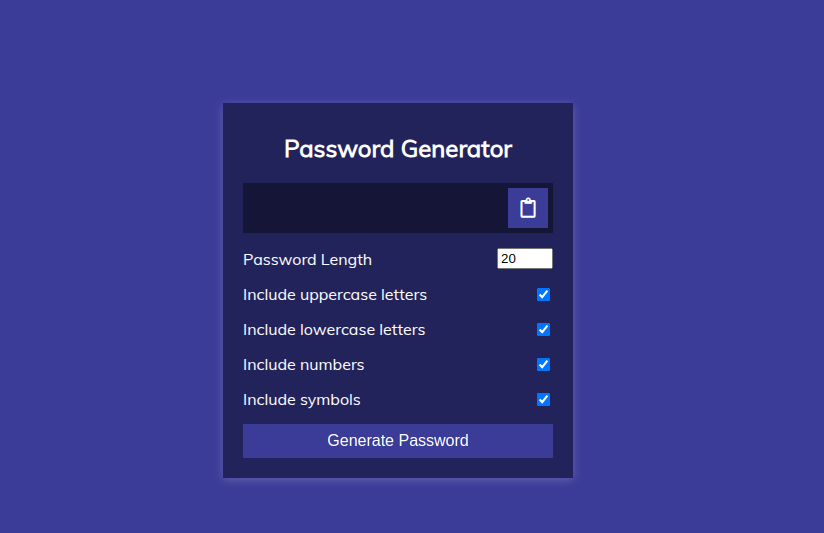 Password Generator
Password Length 20
Include uppercase letters
Include lowercase letters
Include numbers
Include symbols
Generate Password